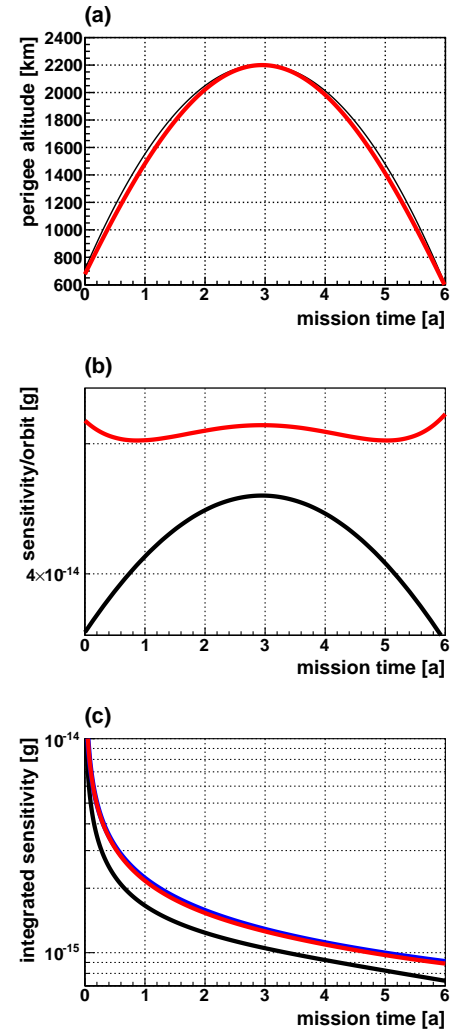 (a)
perigee altitude [km]
2400
2200
2000
1800
1600
1400
1200
1000
800
600
0 1 2 3 4 5 6
mission time [a]
(b)
sensitivity/orbit [g]
4×10⁻¹⁴
0 1 2 3 4 5 6
mission time [a]
(c)
integrated sensitivity [g]
10⁻¹⁴
10⁻¹⁵
0 1 2 3 4 5 6
mission time [a]